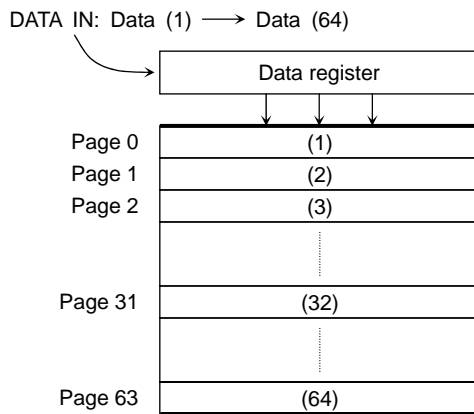 DATA IN: Data (1) → Data (64)
Data register
Page 0 (1)
Page 1 (2)
Page 2 (3)
Page 31 (32)
Page 63 (64)